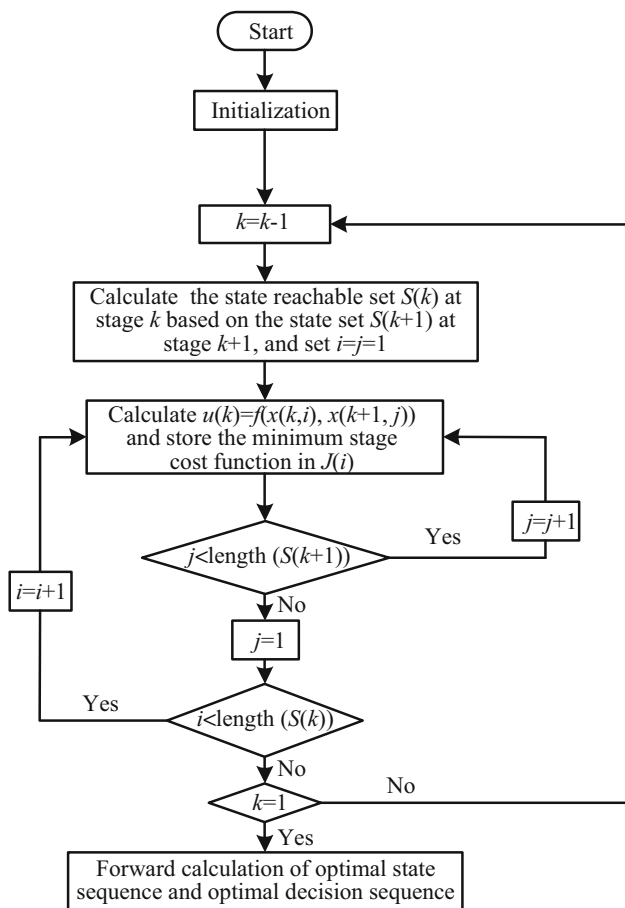 Start
Initialization
k=k-1
Calculate the state reachable set S(k) at
stage k based on the state set S(k+1) at
stage k+1, and set i=j=1
Calculate u(k)=f(x(k,i), x(k+1, j))
and store the minimum stage
cost function in J(i)
j=j+1
j<length (S(k+1))
Yes
i=i+1
No
j=1
Yes
i<length (S(k))
No
k=1
No
Yes
Forward calculation of optimal state
sequence and optimal decision sequence